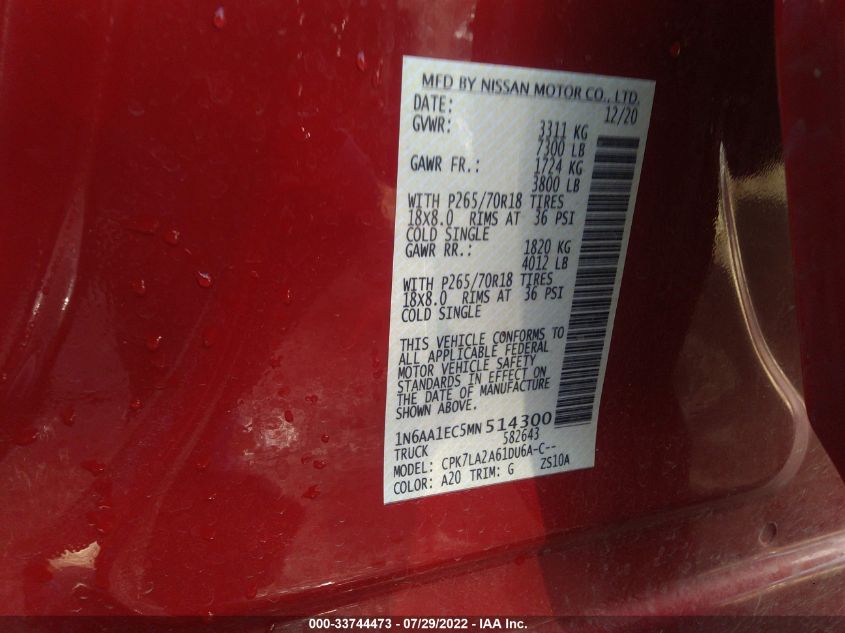 MFD BY NISSAN MOTOR CO., LTD.
DATE: 12/20
GVWR: 3311 KG
7300 LB
GAWR FR.: 1724 KG
3800 LB
WITH P265/70R18 TIRES
18X8.0 RIMS AT 36 PSI
COLD SINGLE
GAWR RR.: 1820 KG
4012 LB
WITH P265/70R18 TIRES
18X8.0 RIMS AT 36 PSI
COLD SINGLE
THIS VEHICLE CONFORMS TO
ALL APPLICABLE FEDERAL
MOTOR VEHICLE SAFETY
STANDARDS IN EFFECT ON
THE DATE OF MANUFACTURE
SHOWN ABOVE.
1N6AA1EC5MN514300
TRUCK 582643
MODEL: CPK7LA2A61DU6A-C--
COLOR: A20 TRIM: G ZS10A
000-33744473 - 07/29/2022 - IAA Inc.